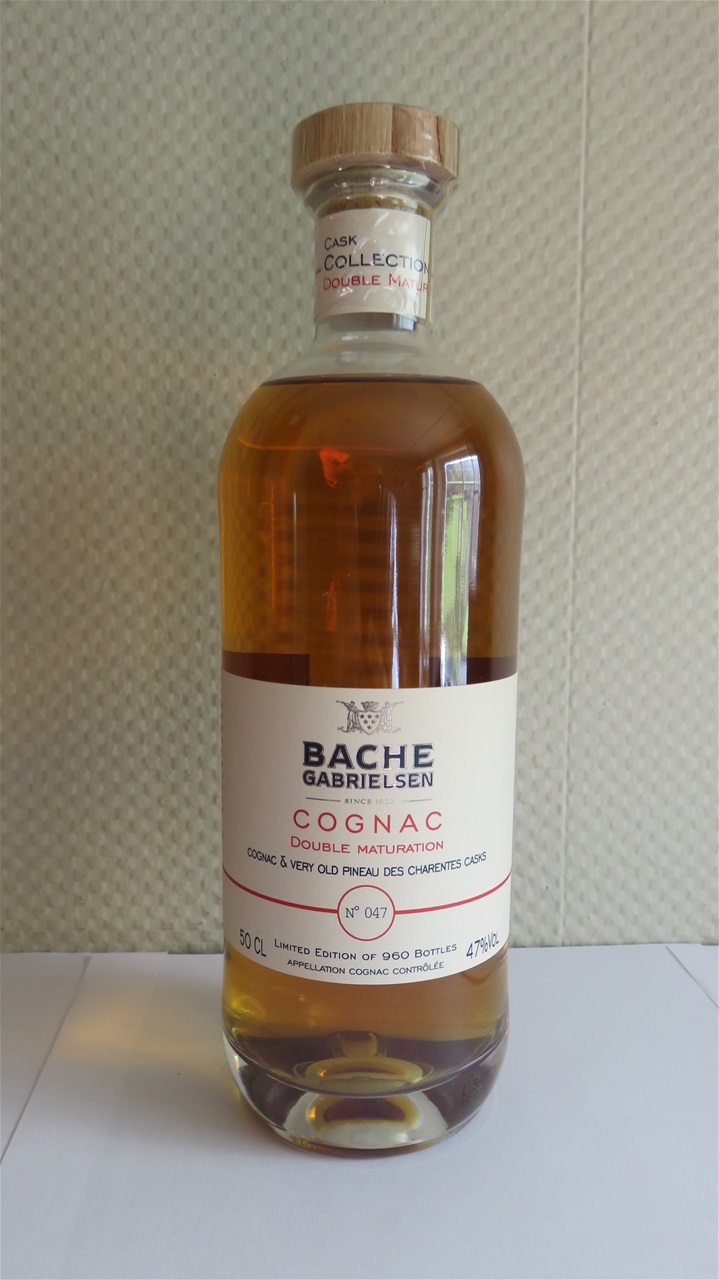 CASK
COLLECTION
DOUBLE MATUR
BACHE
GABRIELSEN
SINCE
COGNAC
DOUBLE MATURATION
COGNAC & VERY OLD PINEAU DES CHARENTES CASKS
N° 047
50 CL LIMITED EDITION OF 960 BOTTLES 47%VOL
APPELLATION COGNAC CONTRÔLÉE